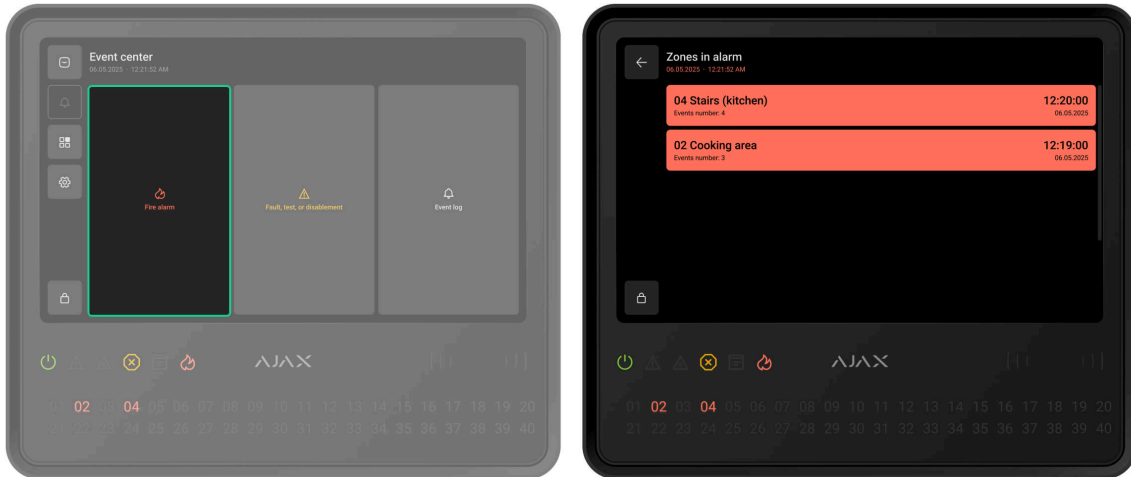 Event center
06.05.2025 · 12:21:52 AM
Fire alarm
Fault, test, or disablement
Event log
AJAX
01 02 03 04 05 06 07 08 09 10 11 12 13 14 15 16 17 18 19 20
21 22 23 24 25 26 27 28 29 30 31 32 33 34 35 36 37 38 39 40
Zones in alarm
06.05.2025 · 12:21:52 AM
04 Stairs (kitchen)
12:20:00
Events number: 4
06.05.2025
02 Cooking area
12:19:00
Events number: 3
06.05.2025
AJAX
01 02 03 04 05 06 07 08 09 10 11 12 13 14 15 16 17 18 19 20
21 22 23 24 25 26 27 28 29 30 31 32 33 34 35 36 37 38 39 40